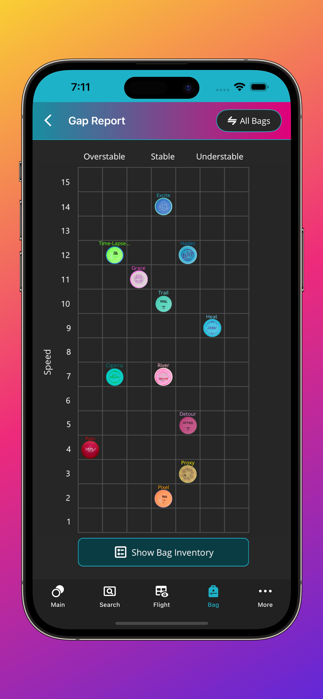 7:11
Gap Report
All Bags
Overstable Stable Understable
15
14
Excite
13
12
Time-Lapse...
11
Grace
10
Trail
9
Heat
8
7
River
6
5
Detour
4
3
Proxy
2
Pixel
1
Speed
Show Bag Inventory
Main Search Flight Bag More